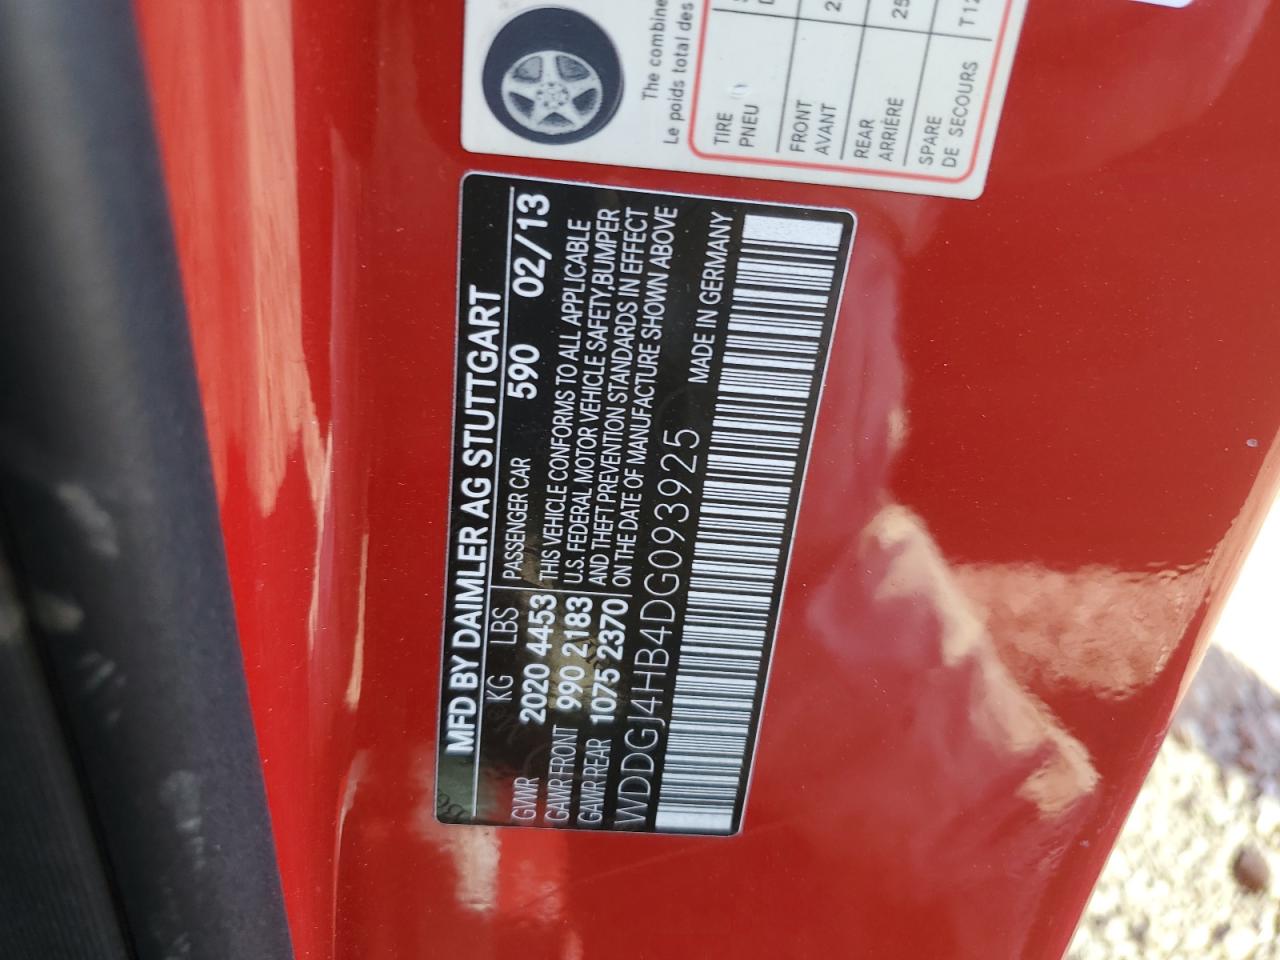 The combine
Le poids total des
TIRE
PNEU
FRONT
AVANT
REAR
ARRIÈRE
SPARE
DE SECOURS
MFD BY DAIMLER AG STUTTGART
KG LBS PASSENGER CAR 590 02/13
GVWR 2020 4453 THIS VEHICLE CONFORMS TO ALL APPLICABLE
GAWR FRONT 990 2183 U.S. FEDERAL MOTOR VEHICLE SAFETY,BUMPER
GAWR REAR 1075 2370 AND THEFT PREVENTION STANDARDS IN EFFECT
ON THE DATE OF MANUFACTURE SHOWN ABOVE
WDDGJ4HB4DG093925 MADE IN GERMANY